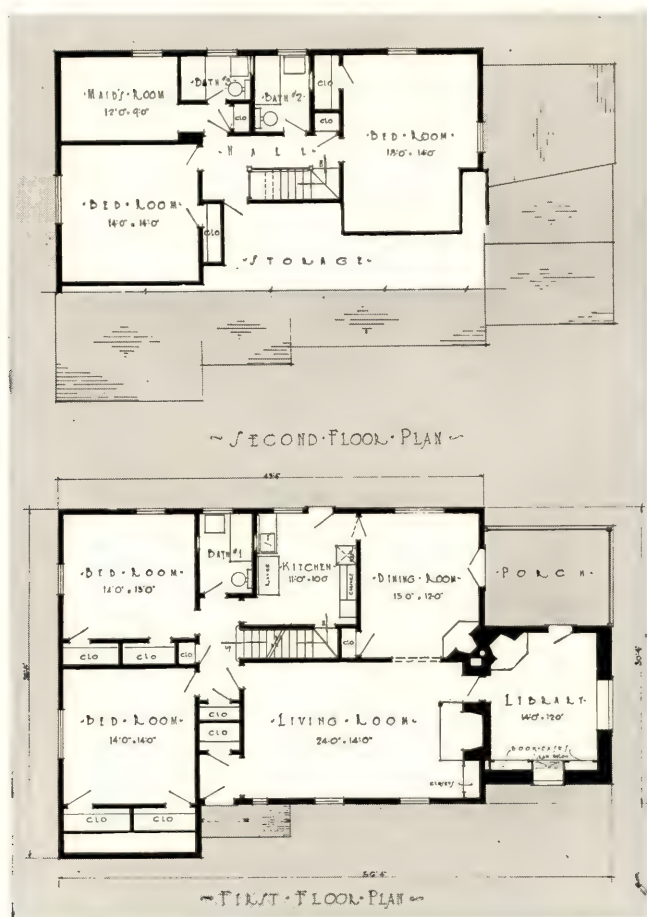 ·MAID'S·ROOM
12'0"×9'0"
·BATH #3
·BATH #2·
CLO
CLO
CLO
·BED·ROOM·
18'0"×14'0"
·HALL·
·BED·ROOM·
14'0"×14'0"
CLO
·STORAGE·
~SECOND·FLOOR·PLAN~
·BED·ROOM·
14'0"×13'0"
BATH #1
·KITCHEN·
11'0"×10'0"
RANGE
·DINING·ROOM·
13'0"×12'0"
·PORCH·
CLO
CLO
CLO
CLO
·BED·ROOM·
14'0"×14'0"
CLO
CLO
·LIVING·ROOM·
24'0"×14'0"
·LIBRARY·
14'0"×12'0"
BOOK·CASES
CLO
CLO
~FIRST·FLOOR·PLAN~